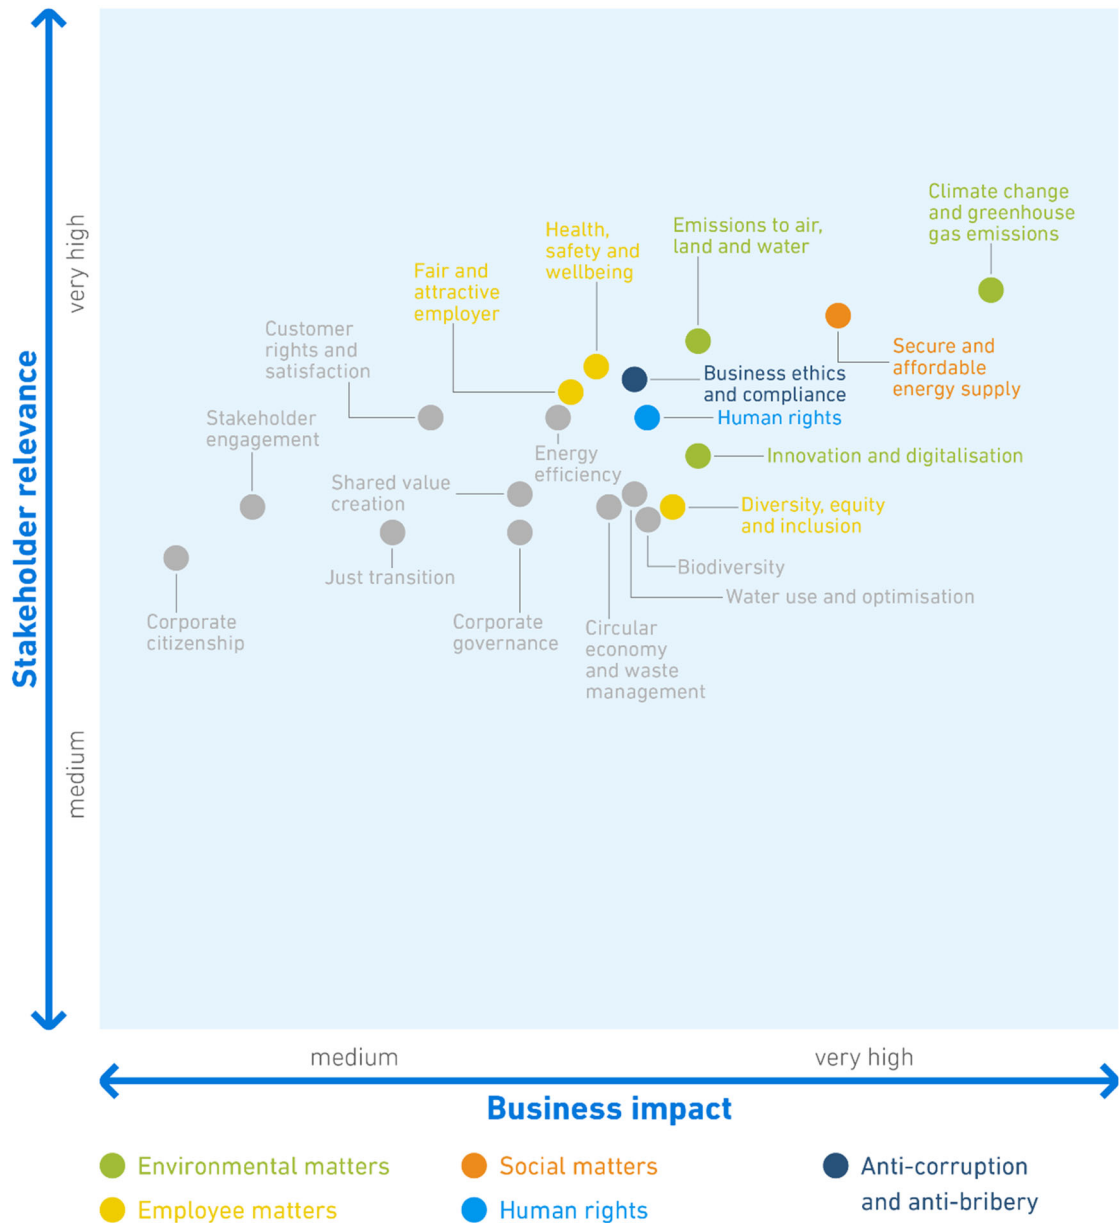 Stakeholder relevance
very high
medium
Climate change
and greenhouse
gas emissions
Emissions to air,
land and water
Health,
safety and
wellbeing
Fair and
attractive
employer
Customer
rights and
satisfaction
Secure and
affordable
energy supply
Business ethics
and compliance
Human rights
Stakeholder
engagement
Energy
efficiency
Innovation and digitalisation
Shared value
creation
Diversity, equity
and inclusion
Biodiversity
Just transition
Water use and optimisation
Corporate
citizenship
Corporate
governance
Circular
economy
and waste
management
medium
very high
Business impact
Environmental matters
Social matters
Anti-corruption
and anti-bribery
Employee matters
Human rights